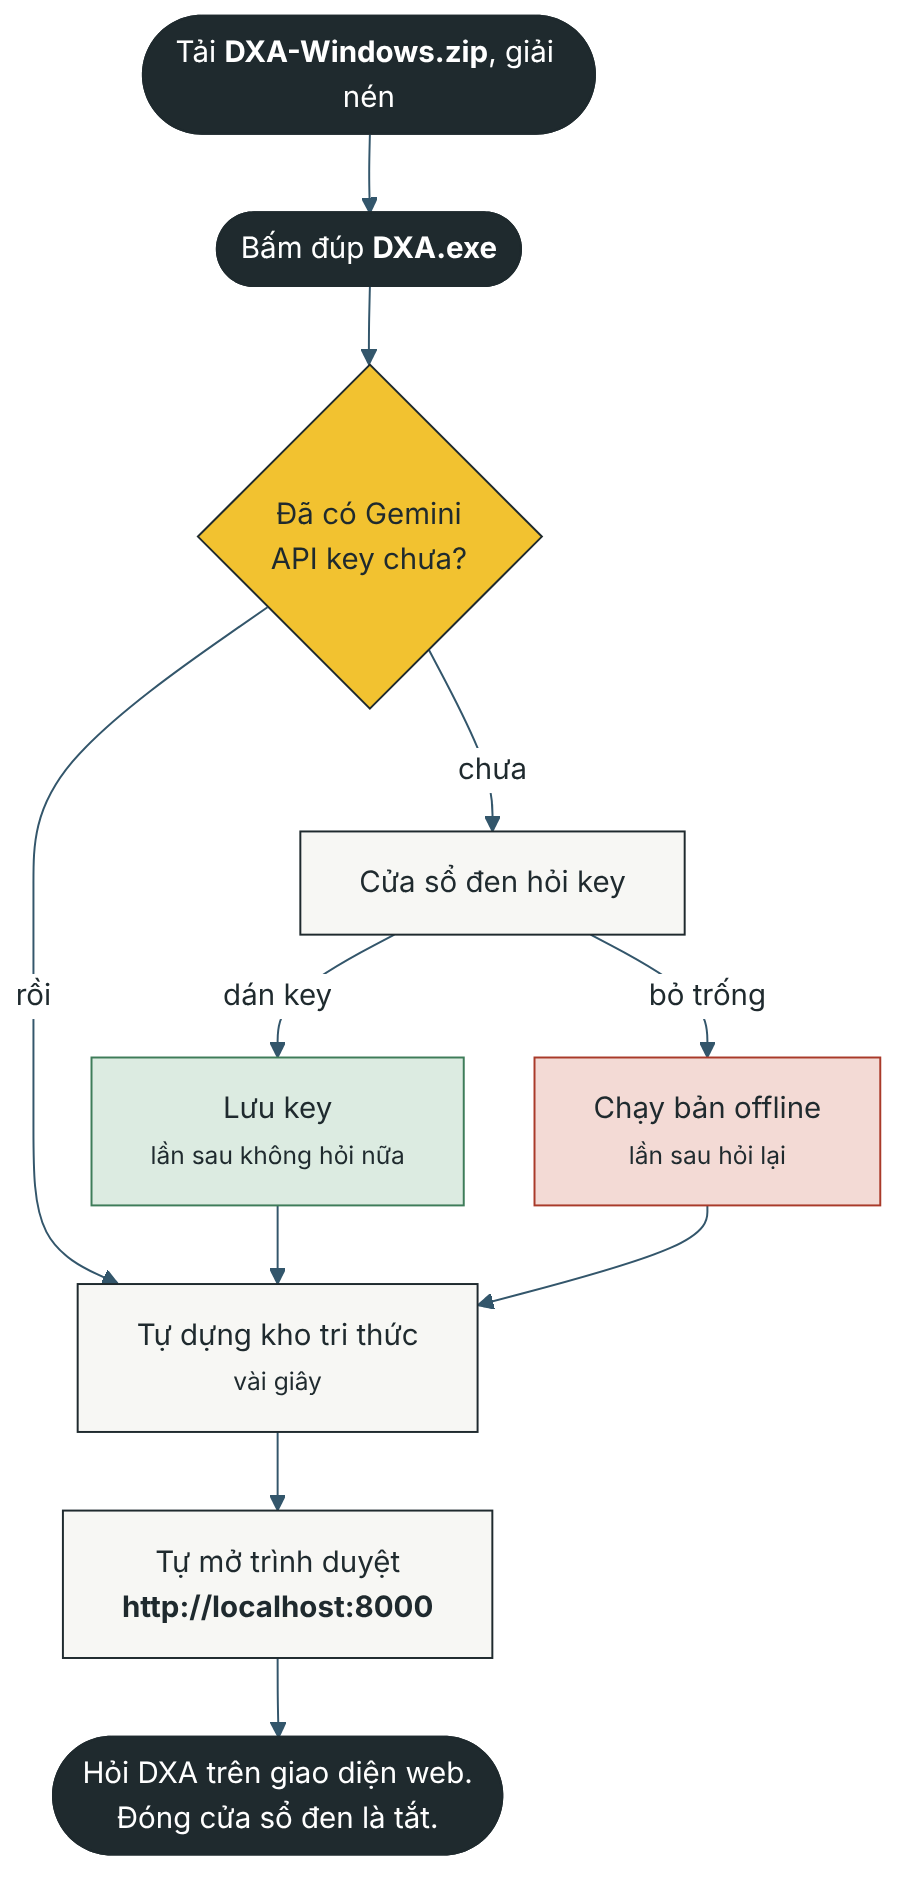 Tải DXA-Windows.zip, giải
nén
Bấm đúp DXA.exe
Đã có Gemini
API key chưa?
chưa
Cửa sổ đen hỏi key
rồi
dán key
bỏ trống
Lưu key
lần sau không hỏi nữa
Chạy bản offline
lần sau hỏi lại
Tự dựng kho tri thức
vài giây
Tự mở trình duyệt
http://localhost:8000
Hỏi DXA trên giao diện web.
Đóng cửa sổ đen là tắt.